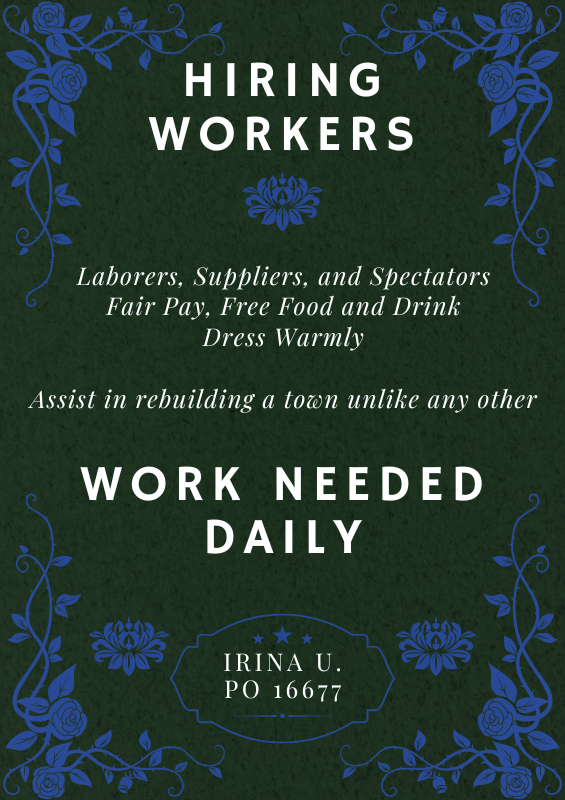 HIRING
WORKERS
Laborers, Suppliers, and Spectators
Fair Pay, Free Food and Drink
Dress Warmly
Assist in rebuilding a town unlike any other
WORK NEEDED
DAILY
IRINA U.
PO 16677